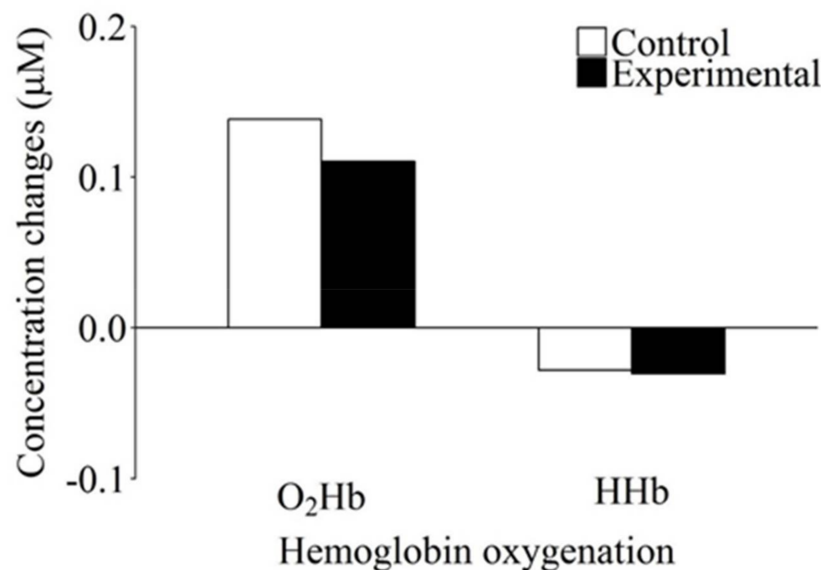 0.2
Control
Experimental
Concentration changes (μM)
0.1
0.0
-0.1
O₂Hb
HHb
Hemoglobin oxygenation